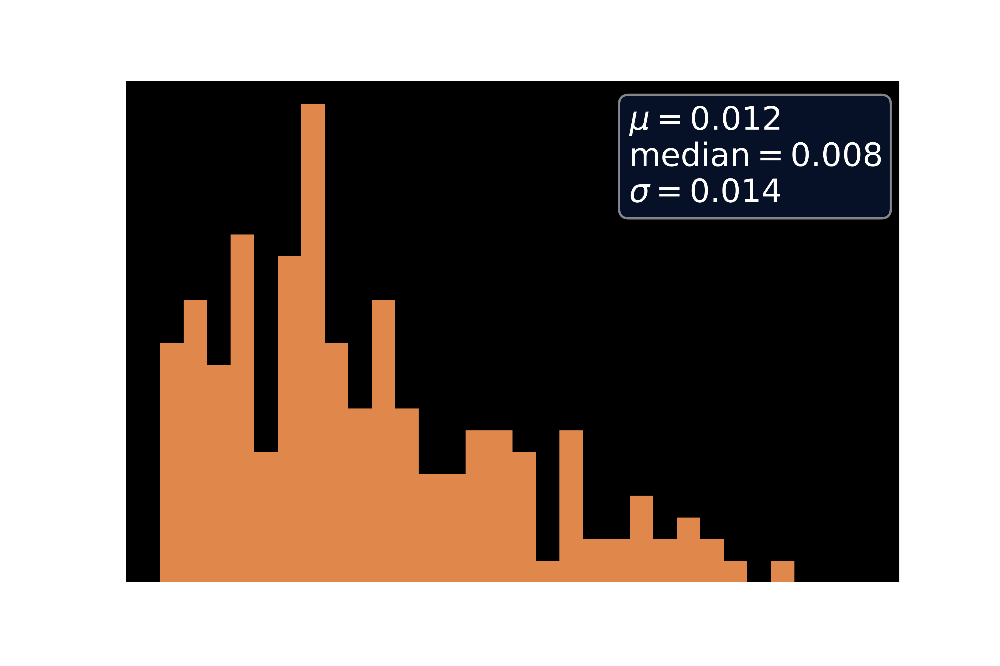 μ = 0.012
median = 0.008
σ = 0.014